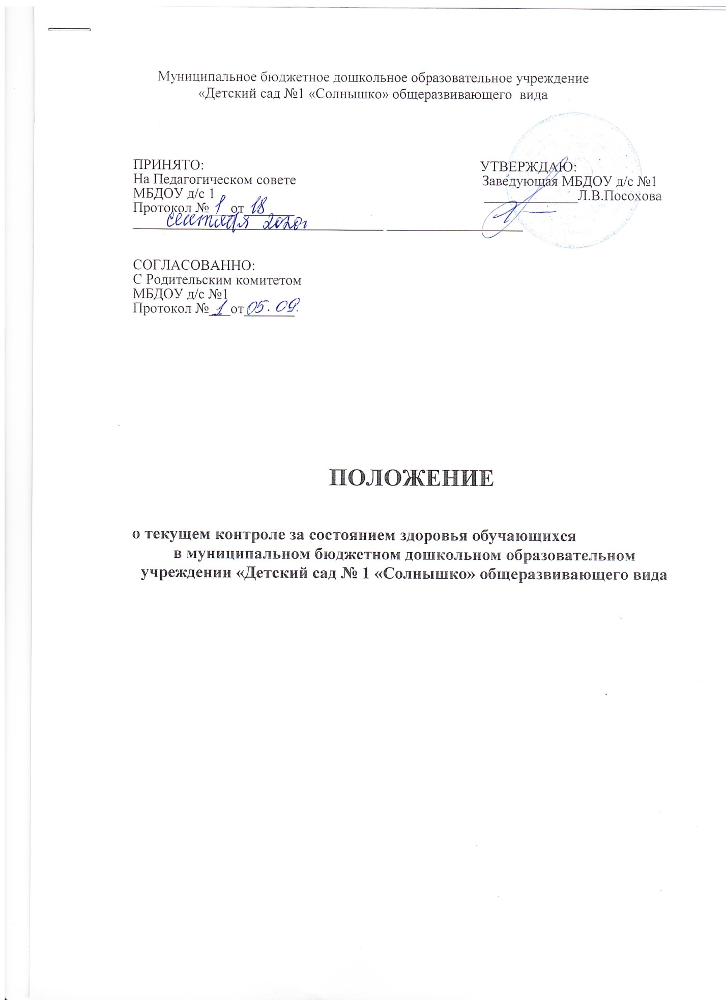 Муниципальное бюджетное дошкольное образовательное учреждение
«Детский сад №1 «Солнышко» общеразвивающего вида
ПРИНЯТО:
На Педагогическом совете
МБДОУ д/с 1
Протокол № 1 от 18
сентября 2020г
УТВЕРЖДАЮ:
Заведующая МБДОУ д/с №1
Л.В.Посохова
СОГЛАСОВАННО:
С Родительским комитетом
МБДОУ д/с №1
Протокол № 1 от 05.09.
ПОЛОЖЕНИЕ
о текущем контроле за состоянием здоровья обучающихся
в муниципальном бюджетном дошкольном образовательном
учреждении «Детский сад № 1 «Солнышко» общеразвивающего вида